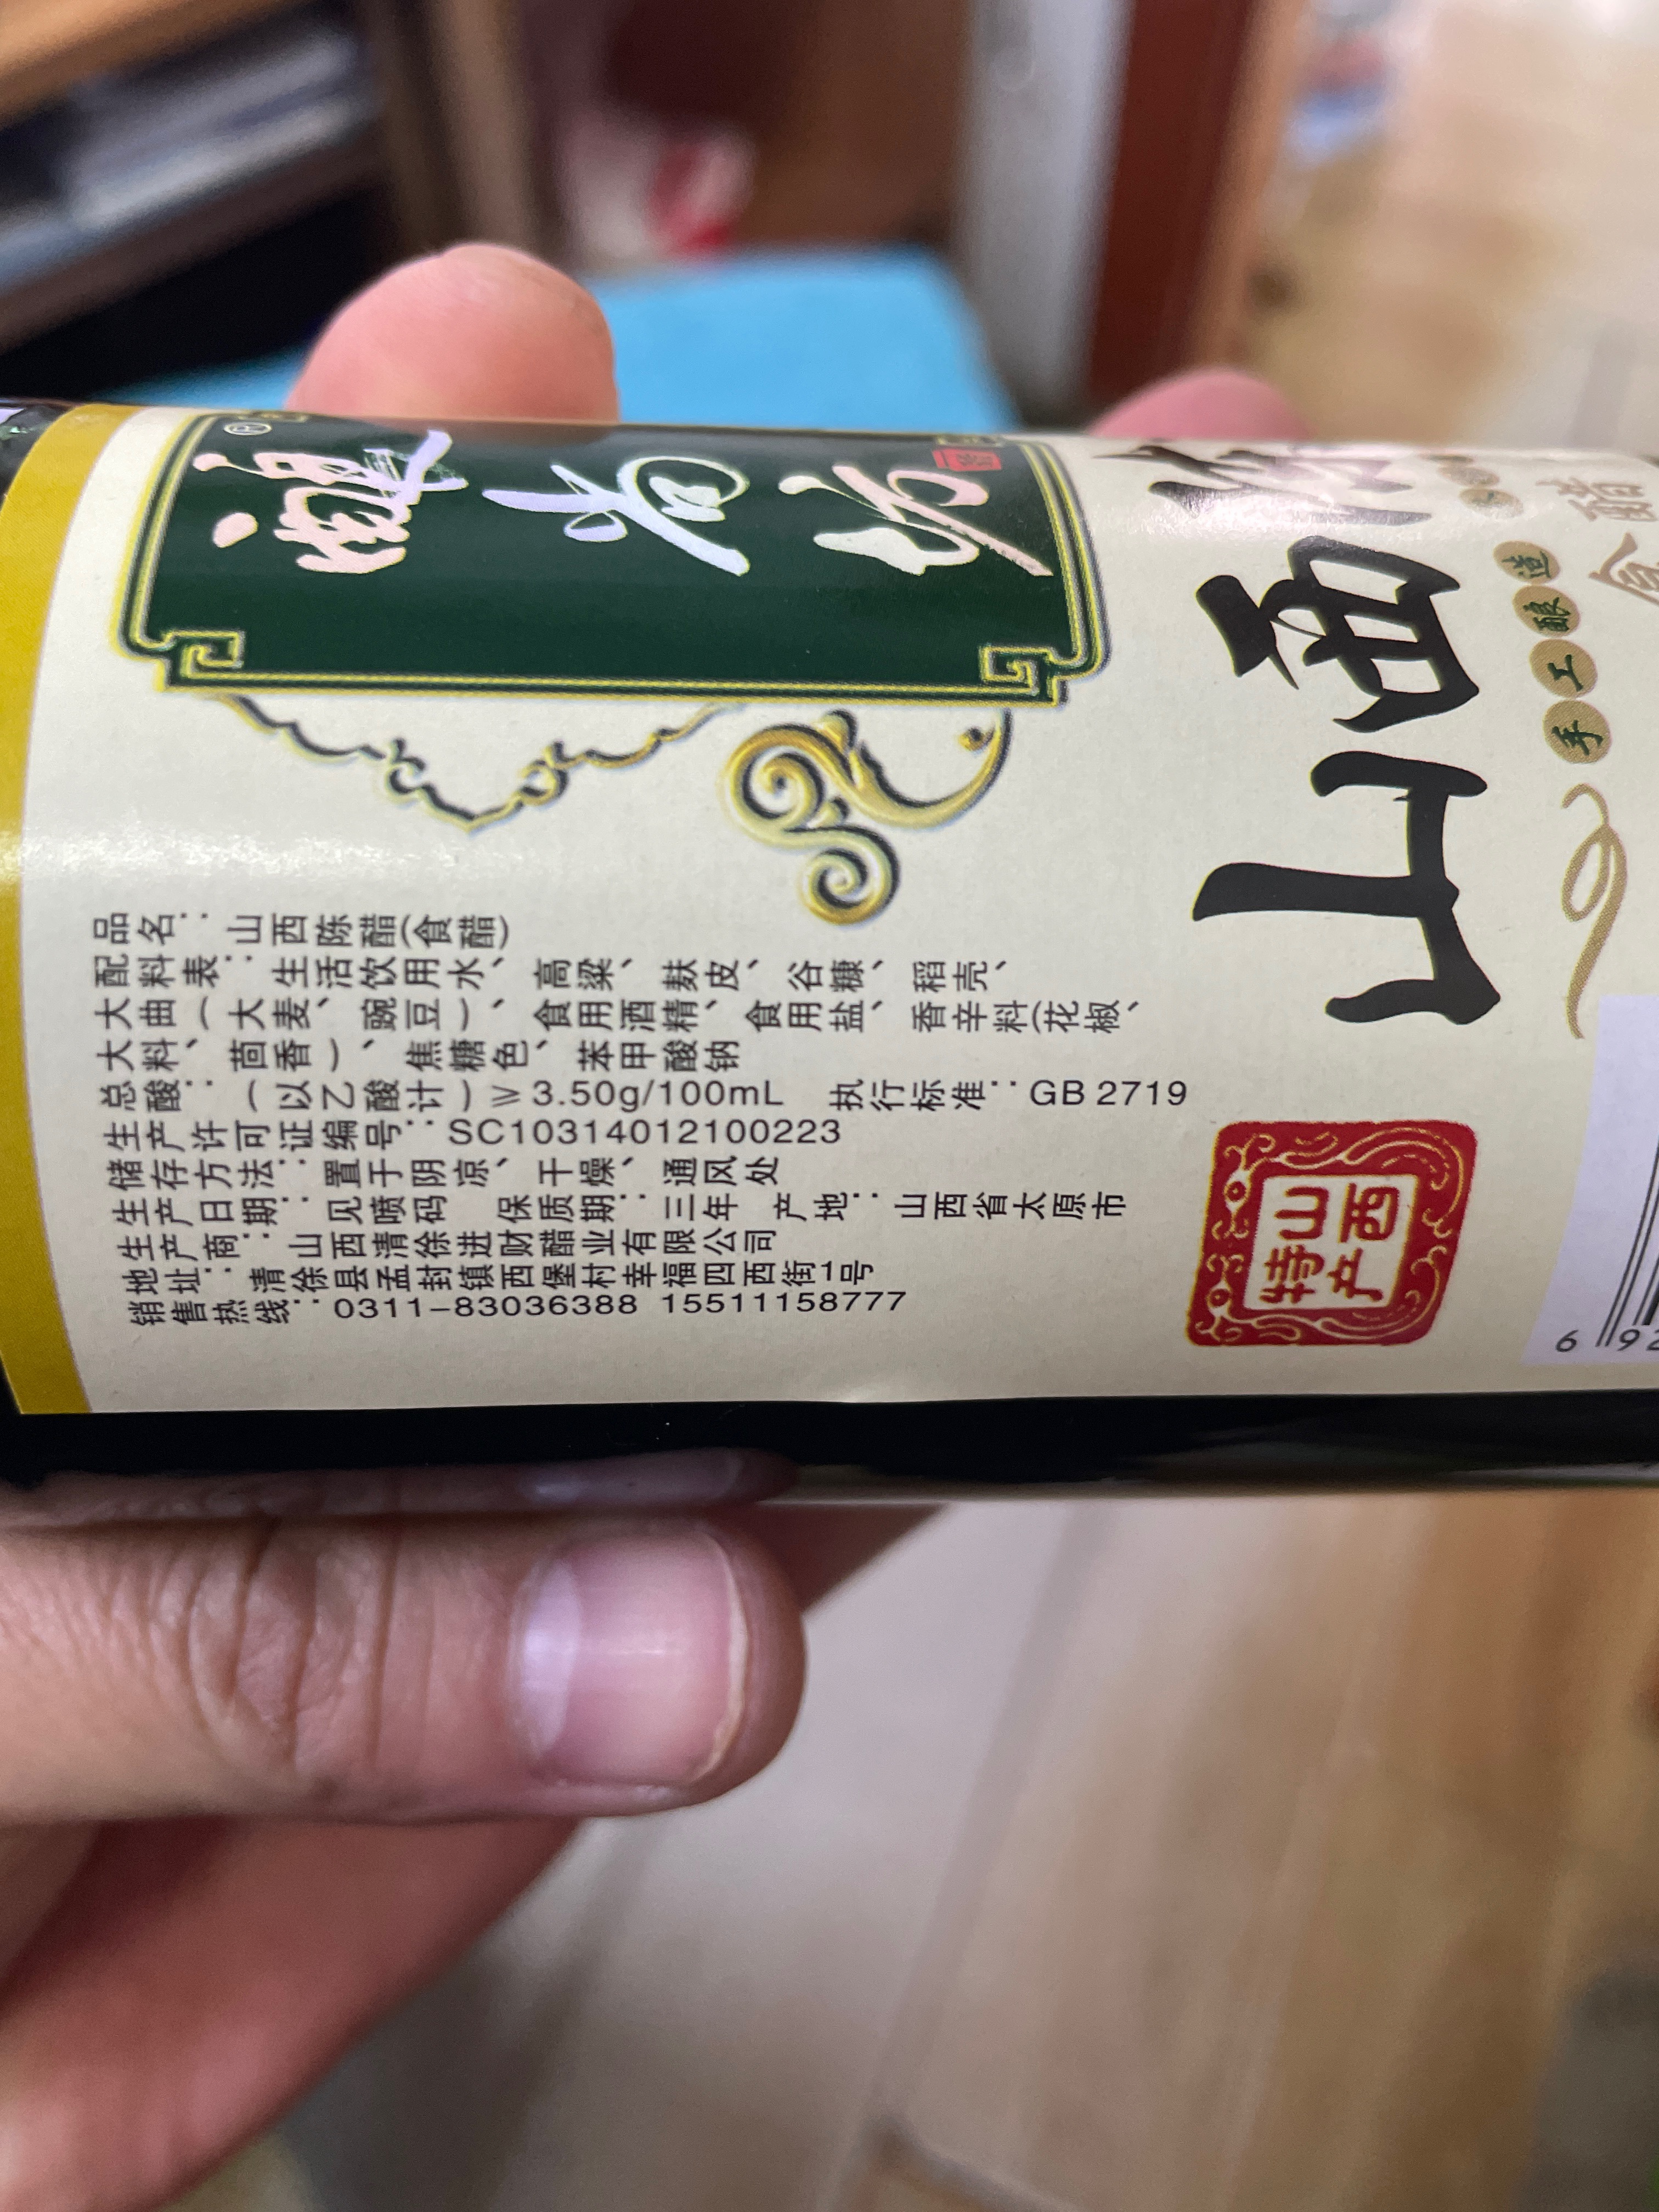 酿老坊
®
山西陈
手工酿造
食醋
品名：山西陈醋(食醋)
配料表：生活饮用水、高粱、麸皮、谷糠、稻壳、
大曲（大麦、豌豆）、食用酒精、食用盐、香辛料(花椒、
大料、茴香）、焦糖色、苯甲酸钠
总酸：（以乙酸计）≥3.50g/100mL 执行标准：GB 2719
生产许可证编号：SC10314012100223
储存方法：置于阴凉、干燥、通风处
生产日期：见喷码 保质期：三年 产地：山西省太原市
生产商：山西清徐进财醋业有限公司
地址：清徐县孟封镇西堡村幸福四西街1号
销售热线：0311-83036388 15511158777
山西
特产
6 92